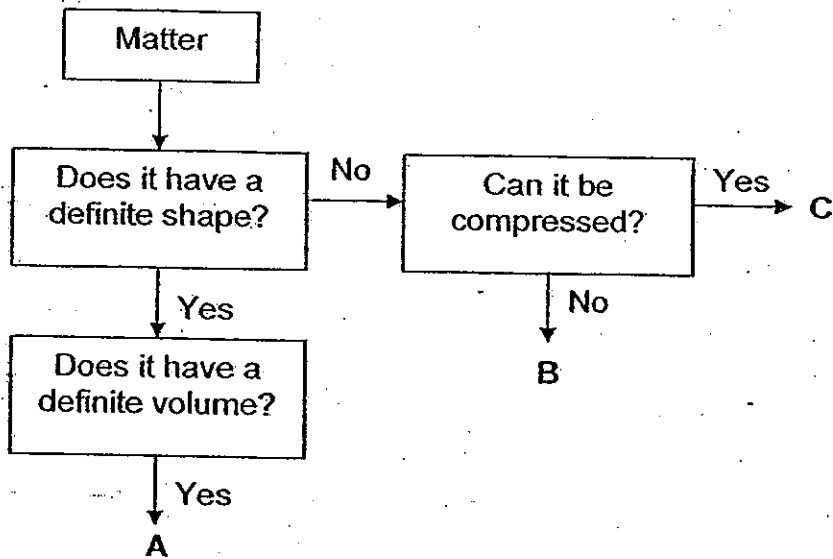 Matter
Does it have a
definite shape?
No
Can it be
compressed?
Yes
C
Yes
No
B
Does it have a
definite volume?
Yes
A